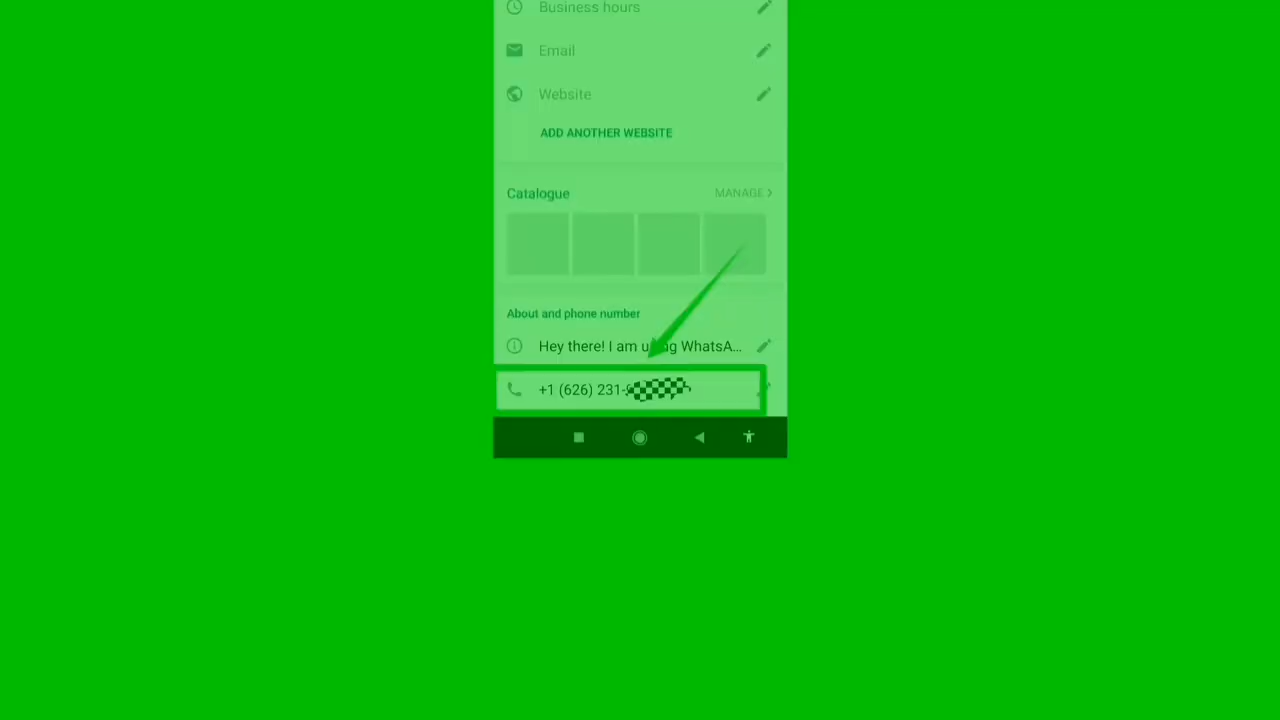 Business hours
Email
Website
ADD ANOTHER WEBSITE
Catalogue
MANAGE
About and phone number
Hey there! I am using WhatsA...
+1 (626) 231-